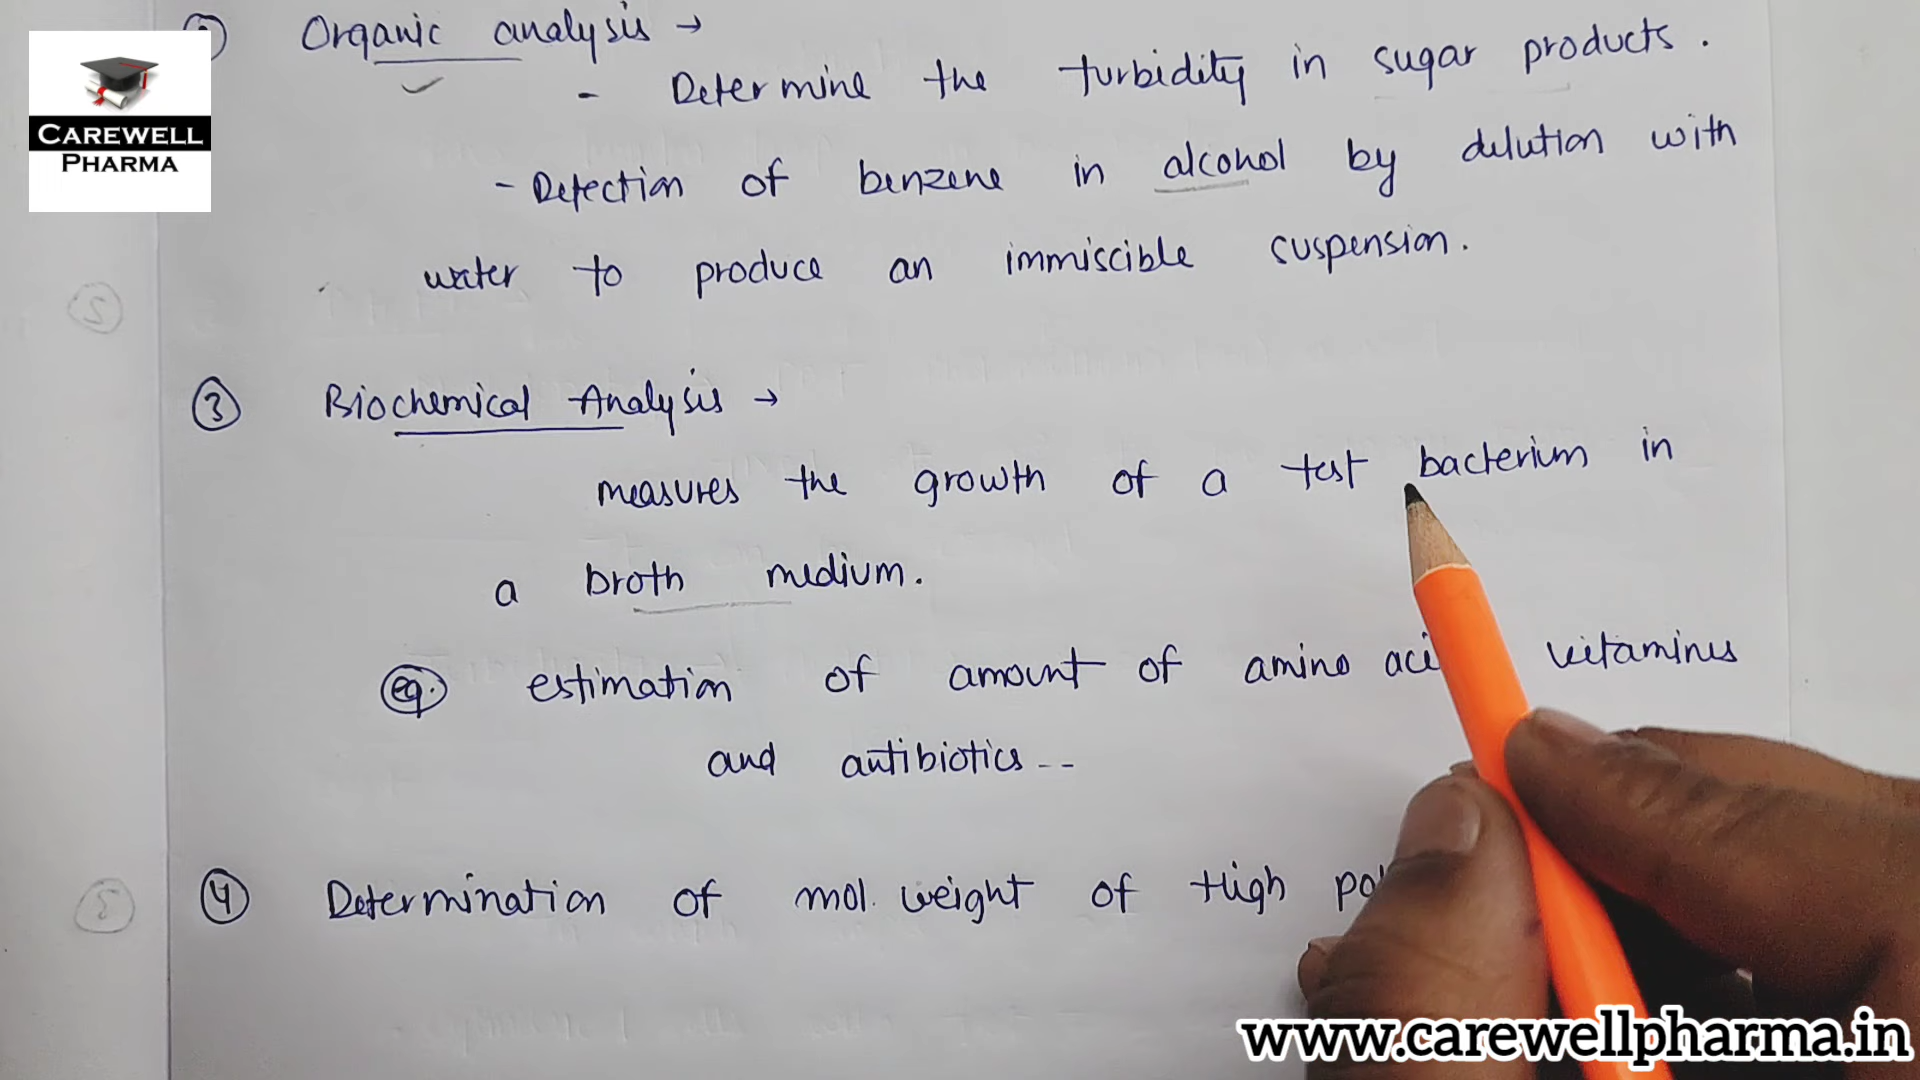 Organic analysis →
- Determine the turbidity in sugar products.
- Detection of benzene in alcohol by dilution with
water to produce an immiscible suspension.
③ Biochemical Analysis →
measures the growth of a test bacterium in
a broth medium.
eg. estimation of amount of amino aci vitamins
and antibiotics --
④ Determination of mol. weight of High
CAREWELL
PHARMA
www.carewellpharma.in